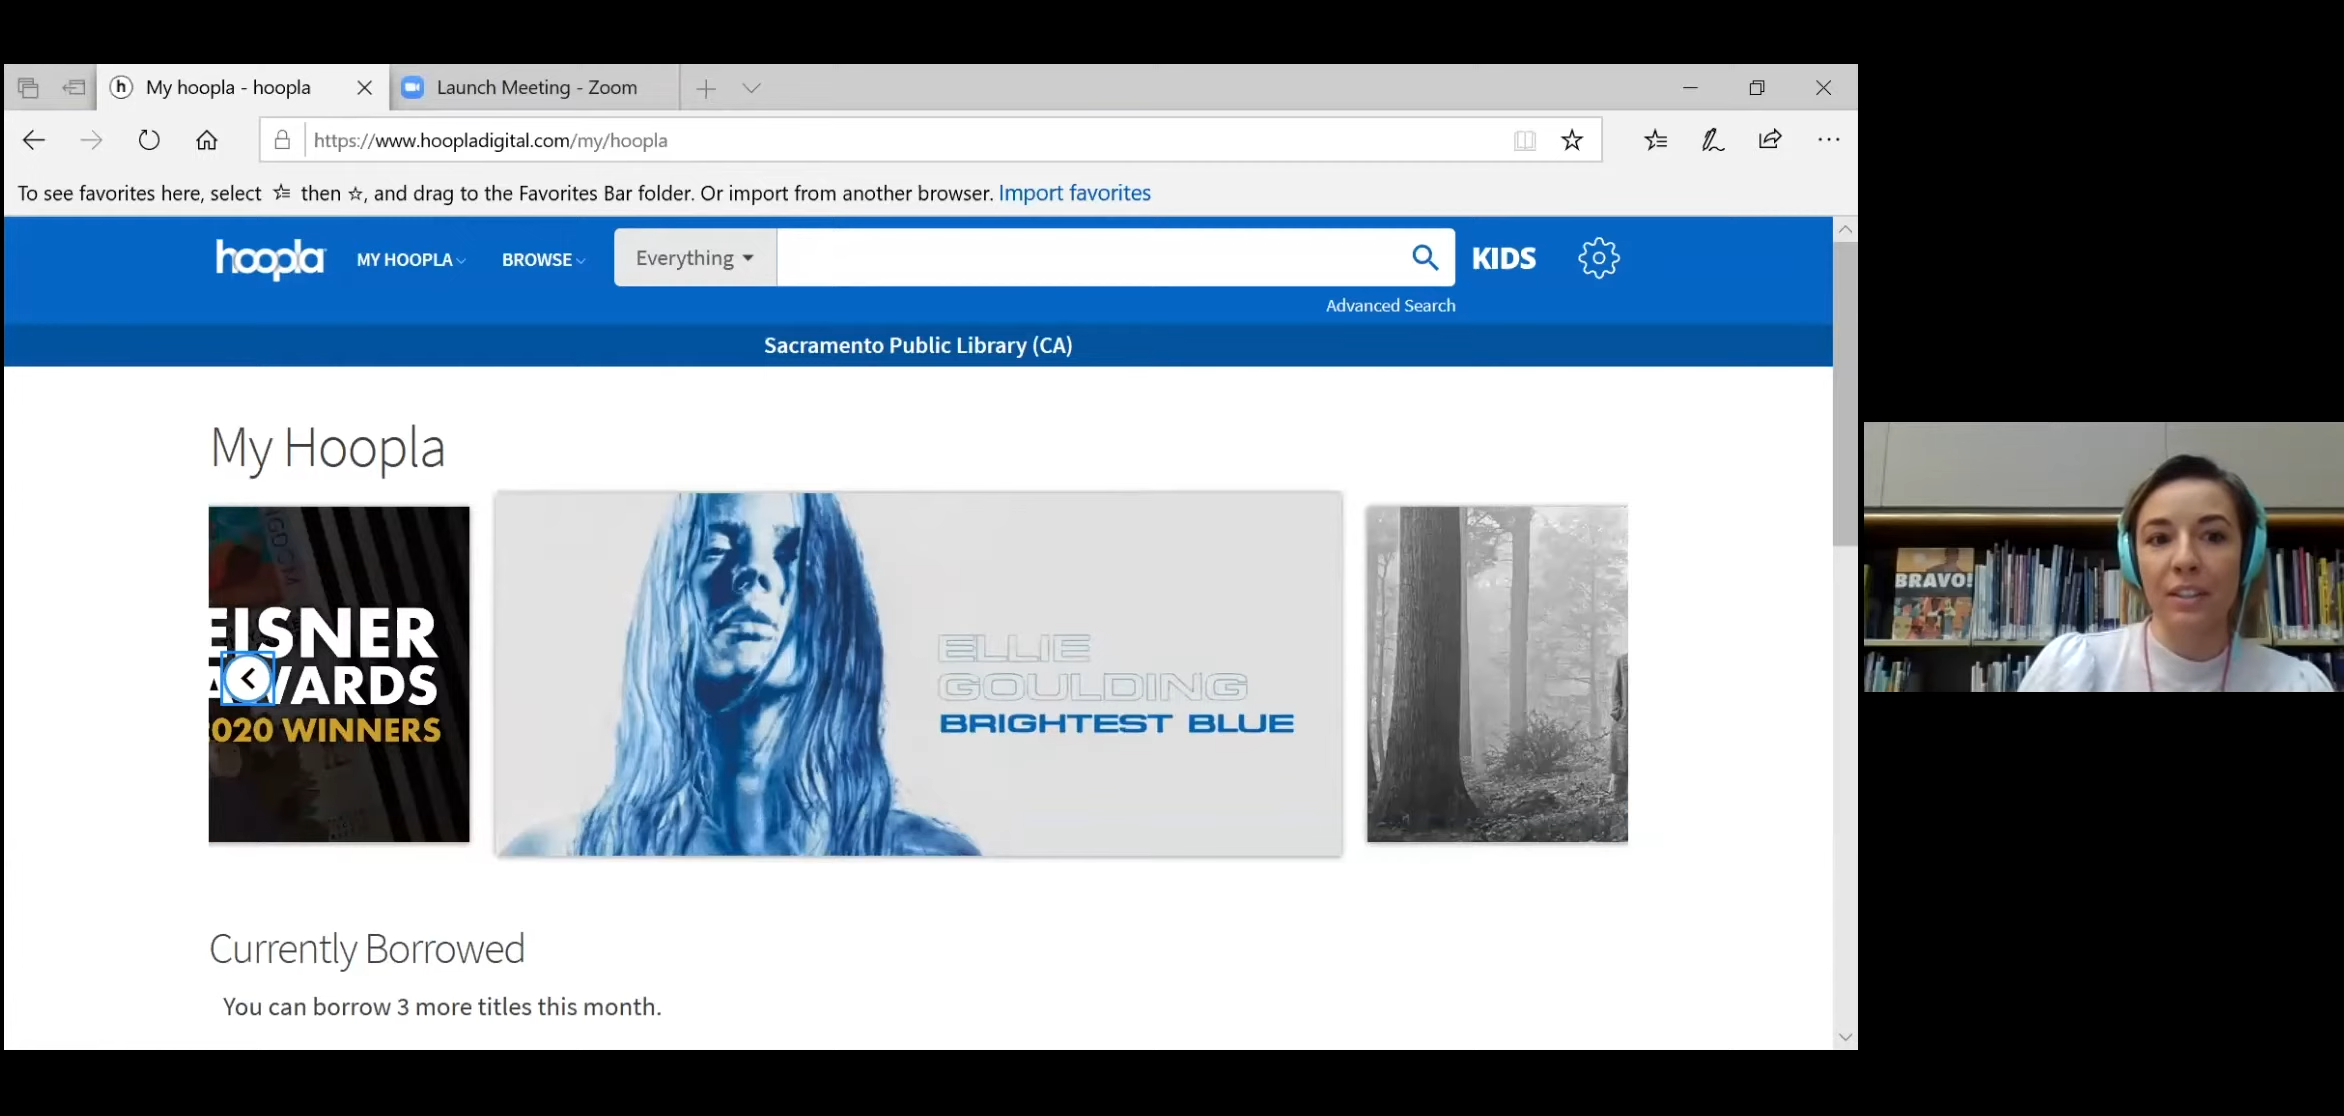 My hoopla - hoopla
Launch Meeting - Zoom
https://www.hoopladigital.com/my/hoopla
To see favorites here, select then , and drag to the Favorites Bar folder. Or import from another browser. Import favorites
hoopla
MY HOOPLA
BROWSE
Everything
KIDS
Advanced Search
Sacramento Public Library (CA)
My Hoopla
EISNER
AWARDS
2020 WINNERS
ELLIE
GOULDING
BRIGHTEST BLUE
BRAVO!
Currently Borrowed
You can borrow 3 more titles this month.